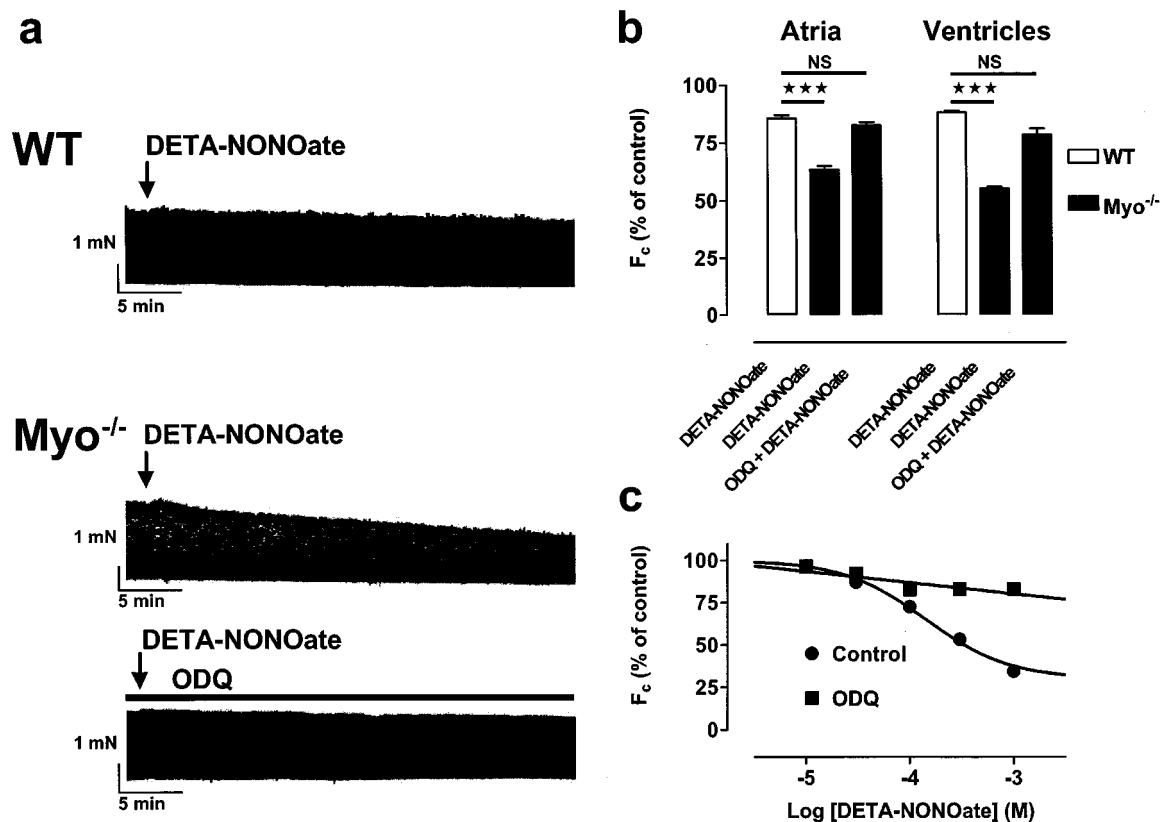 a
WT
DETA-NONOate
1 mN
5 min
Myo-/-
DETA-NONOate
1 mN
5 min
DETA-NONOate
ODQ
1 mN
5 min
b
Atria
Ventricles
NS
NS
★★★
★★★
Fc (% of control)
100
75
50
25
0
WT
Myo-/-
DETA-NONOate
DETA-NONOate
ODQ + DETA-NONOate
DETA-NONOate
DETA-NONOate
ODQ + DETA-NONOate
c
Fc (% of control)
100
75
50
25
0
Control
ODQ
-5
-4
-3
Log [DETA-NONOate] (M)